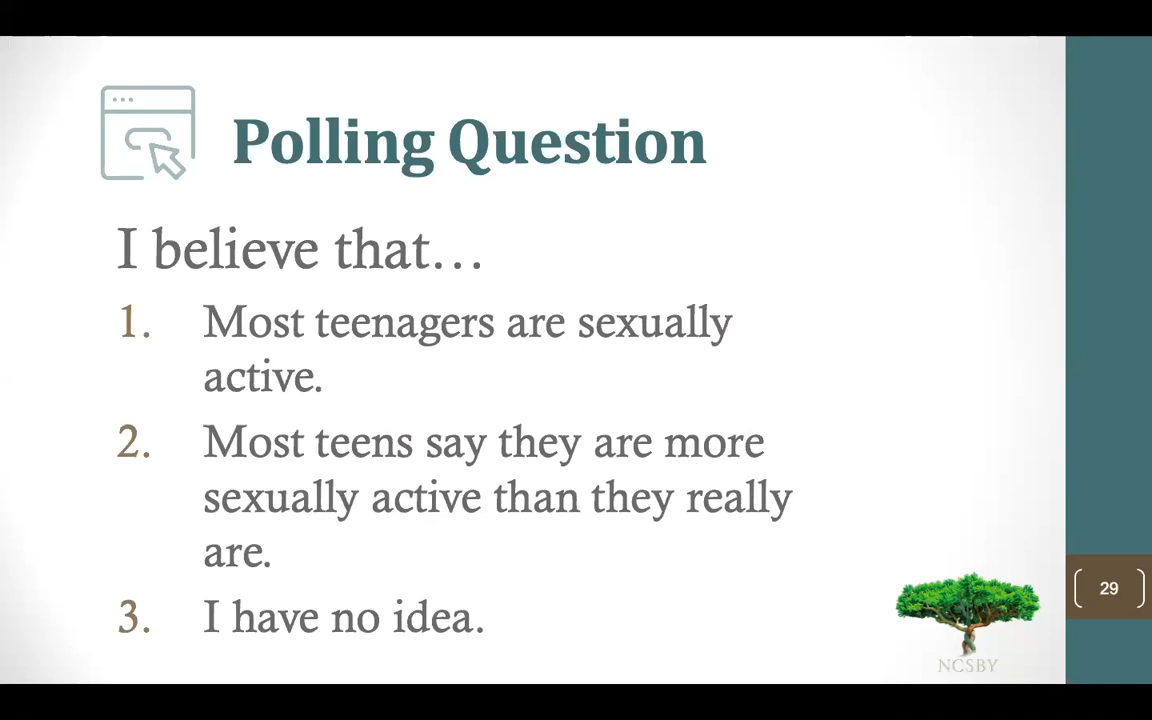 Polling Question
I believe that…
1. Most teenagers are sexually
active.
2. Most teens say they are more
sexually active than they really
are.
3. I have no idea.
29
NCSBY